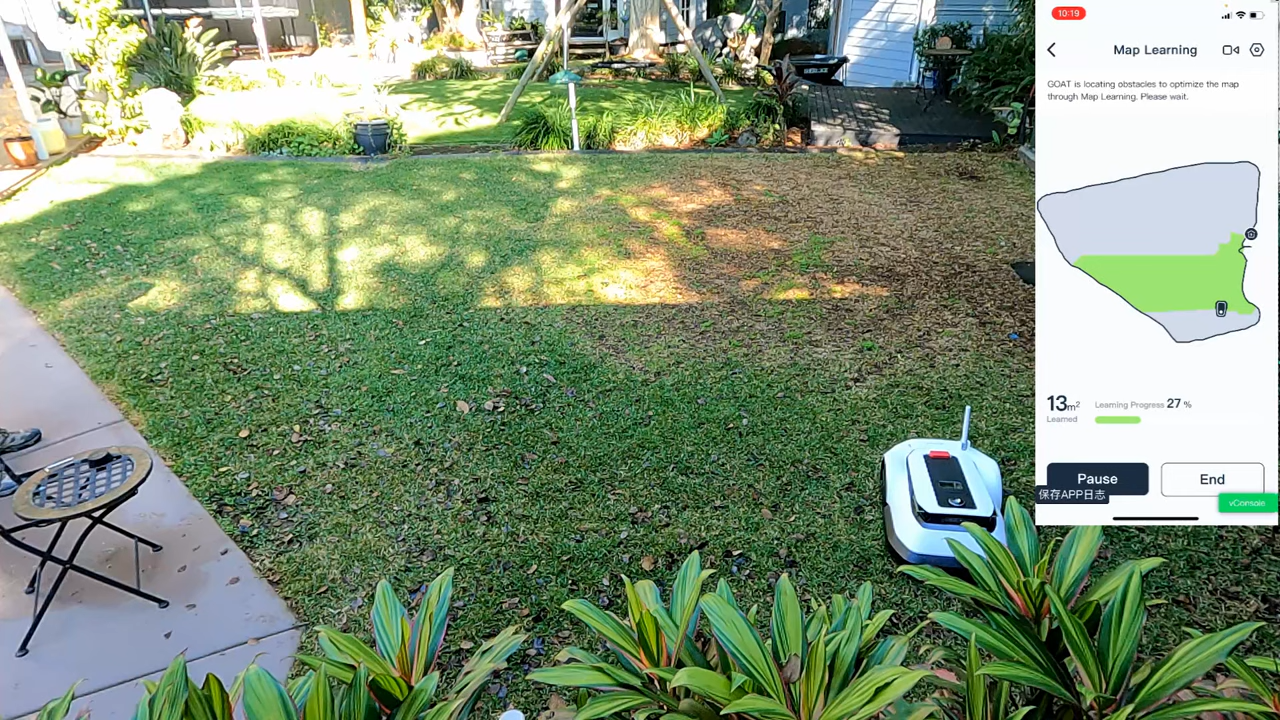 10:19
Map Learning
GOAT is locating obstacles to optimize the map
through Map Learning. Please wait.
13m²
Learned
Learning Progress 27 %
Pause
End
保存APP日志
vConsole